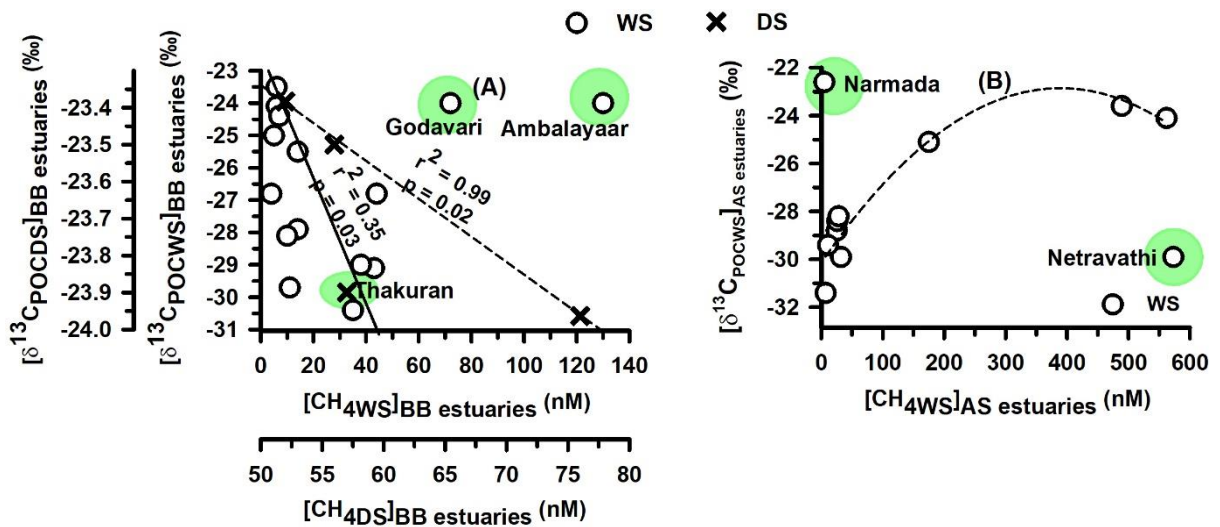 WS DS
[δ13CPOCDS]BB estuaries (‰)
-23.4
-23.5
-23.6
-23.7
-23.8
-23.9
-24.0
[δ13CPOCWS]BB estuaries (‰)
-23
-24
-25
-26
-27
-28
-29
-30
-31
(A)
Godavari
Ambalayaar
r2 = 0.99
p = 0.02
r2 = 0.35
p = 0.03
Thakuran
0 20 40 60 80 100 120 140
[CH4WS]BB estuaries (nM)
50 55 60 65 70 75 80
[CH4DS]BB estuaries (nM)
[δ13CPOCWS]AS estuaries (‰)
-22
-24
-26
-28
-30
-32
Narmada
(B)
Netravathi
WS
0 100 200 300 400 500 600
[CH4WS]AS estuaries (nM)